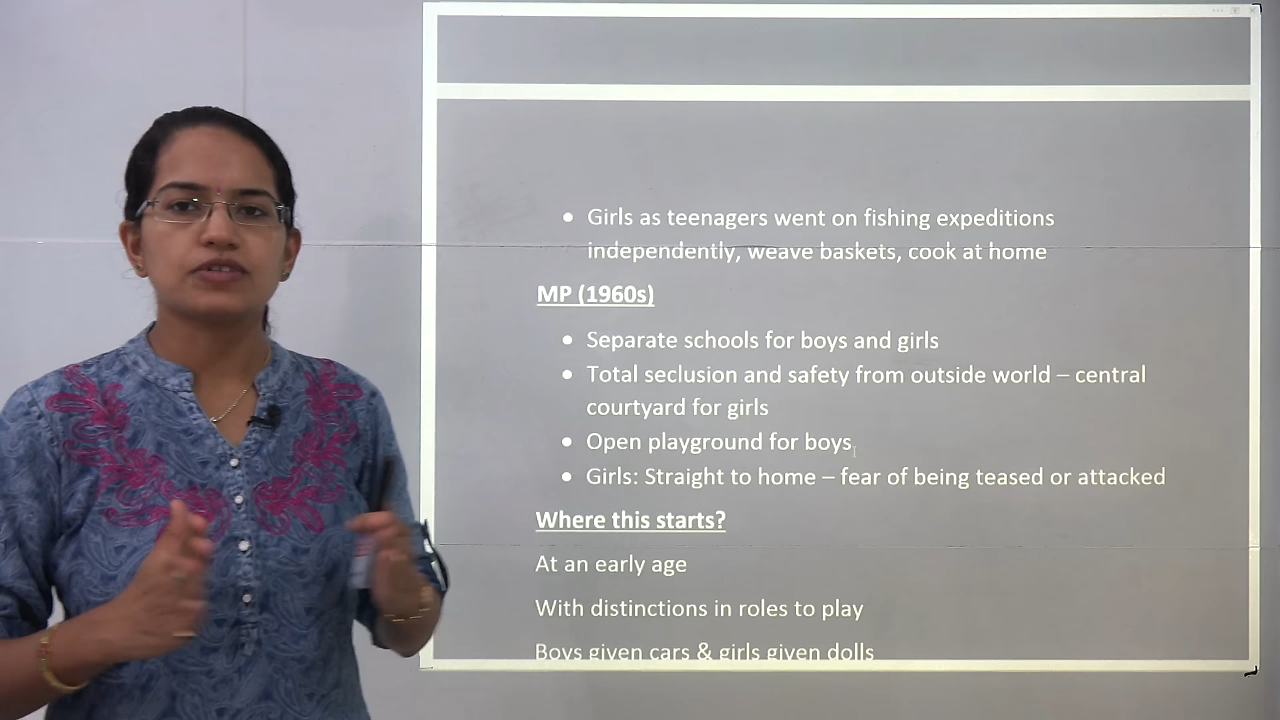 • Girls as teenagers went on fishing expeditions
independently, weave baskets, cook at home
MP (1960s)
• Separate schools for boys and girls
• Total seclusion and safety from outside world – central
courtyard for girls
• Open playground for boys
• Girls: Straight to home – fear of being teased or attacked
Where this starts?
At an early age
With distinctions in roles to play
Boys given cars & girls given dolls